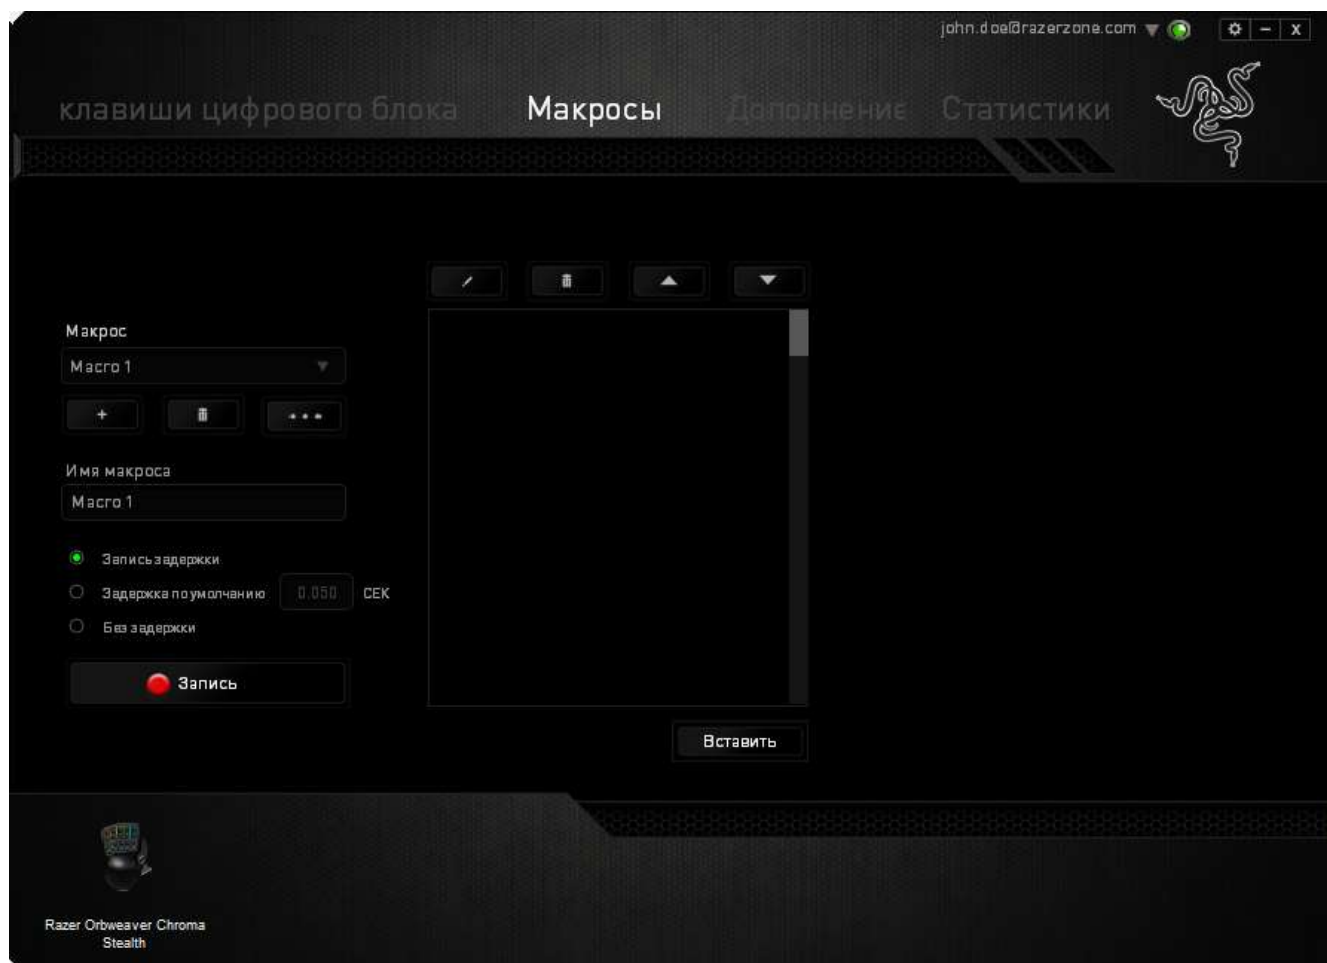 john.doe@razerzone.com
клавиши цифрового блока Макросы Дополнение Статистики
Макрос
Macro 1
Имя макроса
Macro 1
Запись задержки
Задержка по умолчанию 0.050 СЕК
Без задержки
Запись
Вставить
Razer Orbweaver Chroma
Stealth